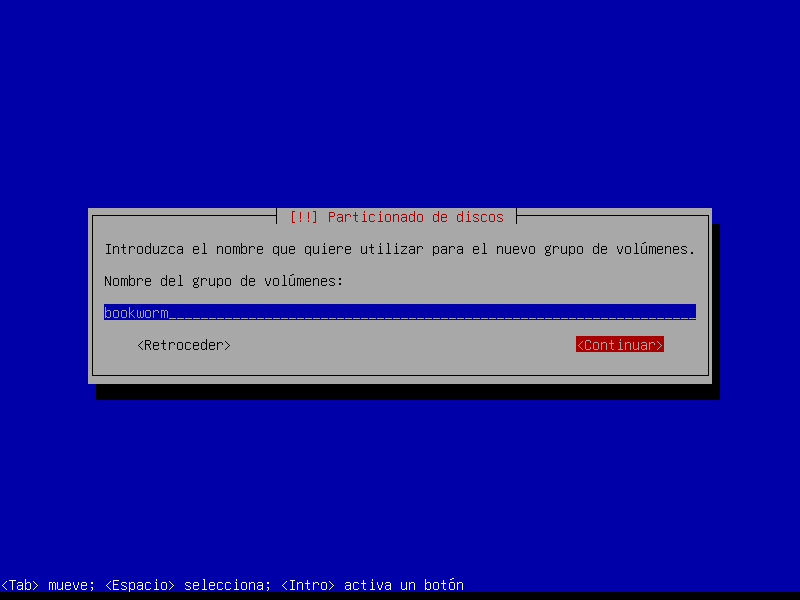 [!!] Particionado de discos
Introduzca el nombre que quiere utilizar para el nuevo grupo de volúmenes.
Nombre del grupo de volúmenes:
bookworm
<Retroceder> <Continuar>
<Tab> mueve; <Espacio> selecciona; <Intro> activa un botón